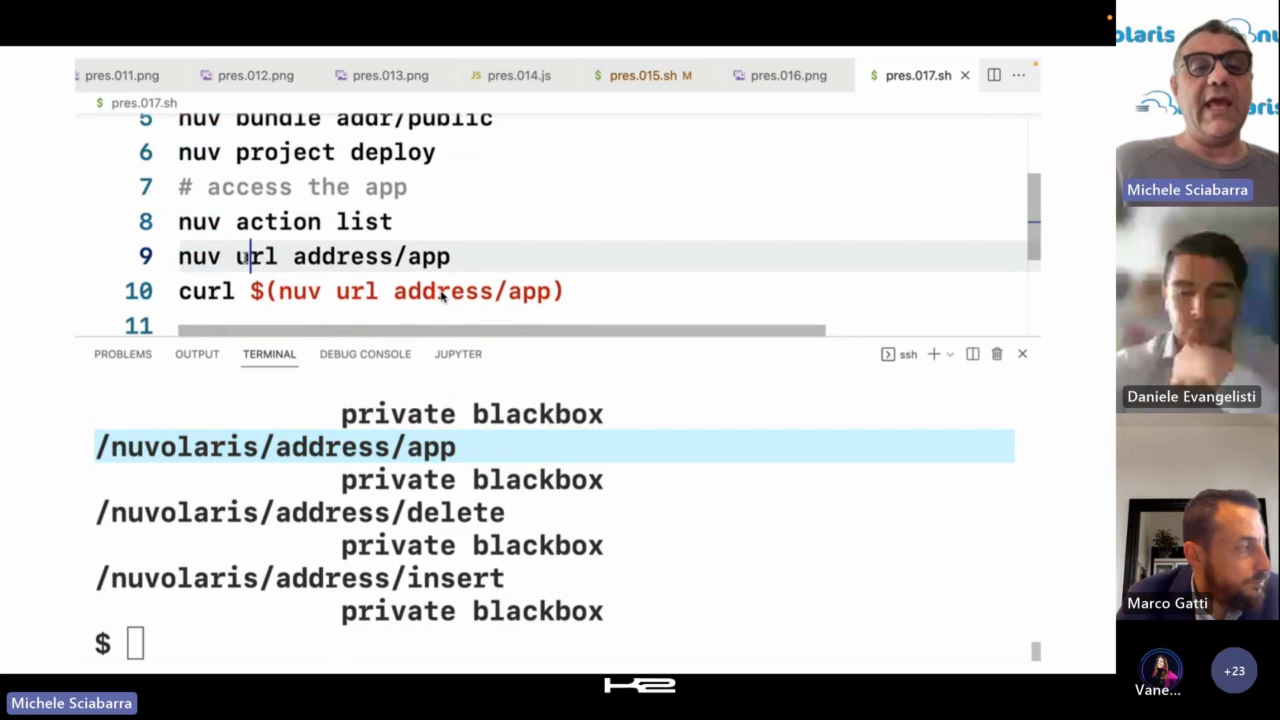 pres.011.png
pres.012.png
pres.013.png
JS pres.014.js
$ pres.015.sh M
pres.016.png
$ pres.017.sh
$ pres.017.sh
5 nuv bundle addr/public
6 nuv project deploy
7 # access the app
8 nuv action list
9 nuv url address/app
10 curl $(nuv url address/app)
11
PROBLEMS OUTPUT TERMINAL DEBUG CONSOLE JUPYTER
ssh
private blackbox
/nuvolaris/address/app
private blackbox
/nuvolaris/address/delete
private blackbox
/nuvolaris/address/insert
private blackbox
$
Michele Sciabarra
K2
olaris
Michele Sciabarra
Daniele Evangelisti
Marco Gatti
Vane...
+23